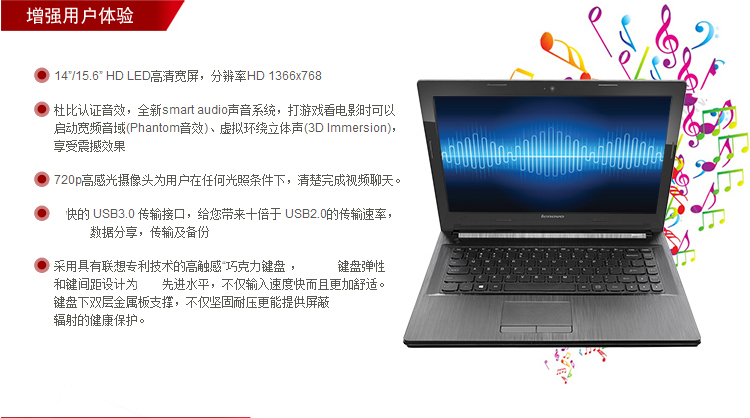 增强用户体验
14"/15.6" HD LED高清宽屏，分辨率HD 1366x768
杜比认证音效，全新smart audio声音系统，打游戏看电影时可以
启动宽频音域(Phantom音效)、虚拟环绕立体声(3D Immersion)，
享受震撼效果
720p高感光摄像头为用户在任何光照条件下，清楚完成视频聊天。
快的 USB3.0 传输接口，给您带来十倍于 USB2.0的传输速率，
数据分享，传输及备份
采用具有联想专利技术的高触感“巧克力键盘 ， 键盘弹性
和键间距设计为 先进水平，不仅输入速度快而且更加舒适。
键盘下双层金属板支撑，不仅坚固耐压更能提供屏蔽
辐射的健康保护。
lenovo